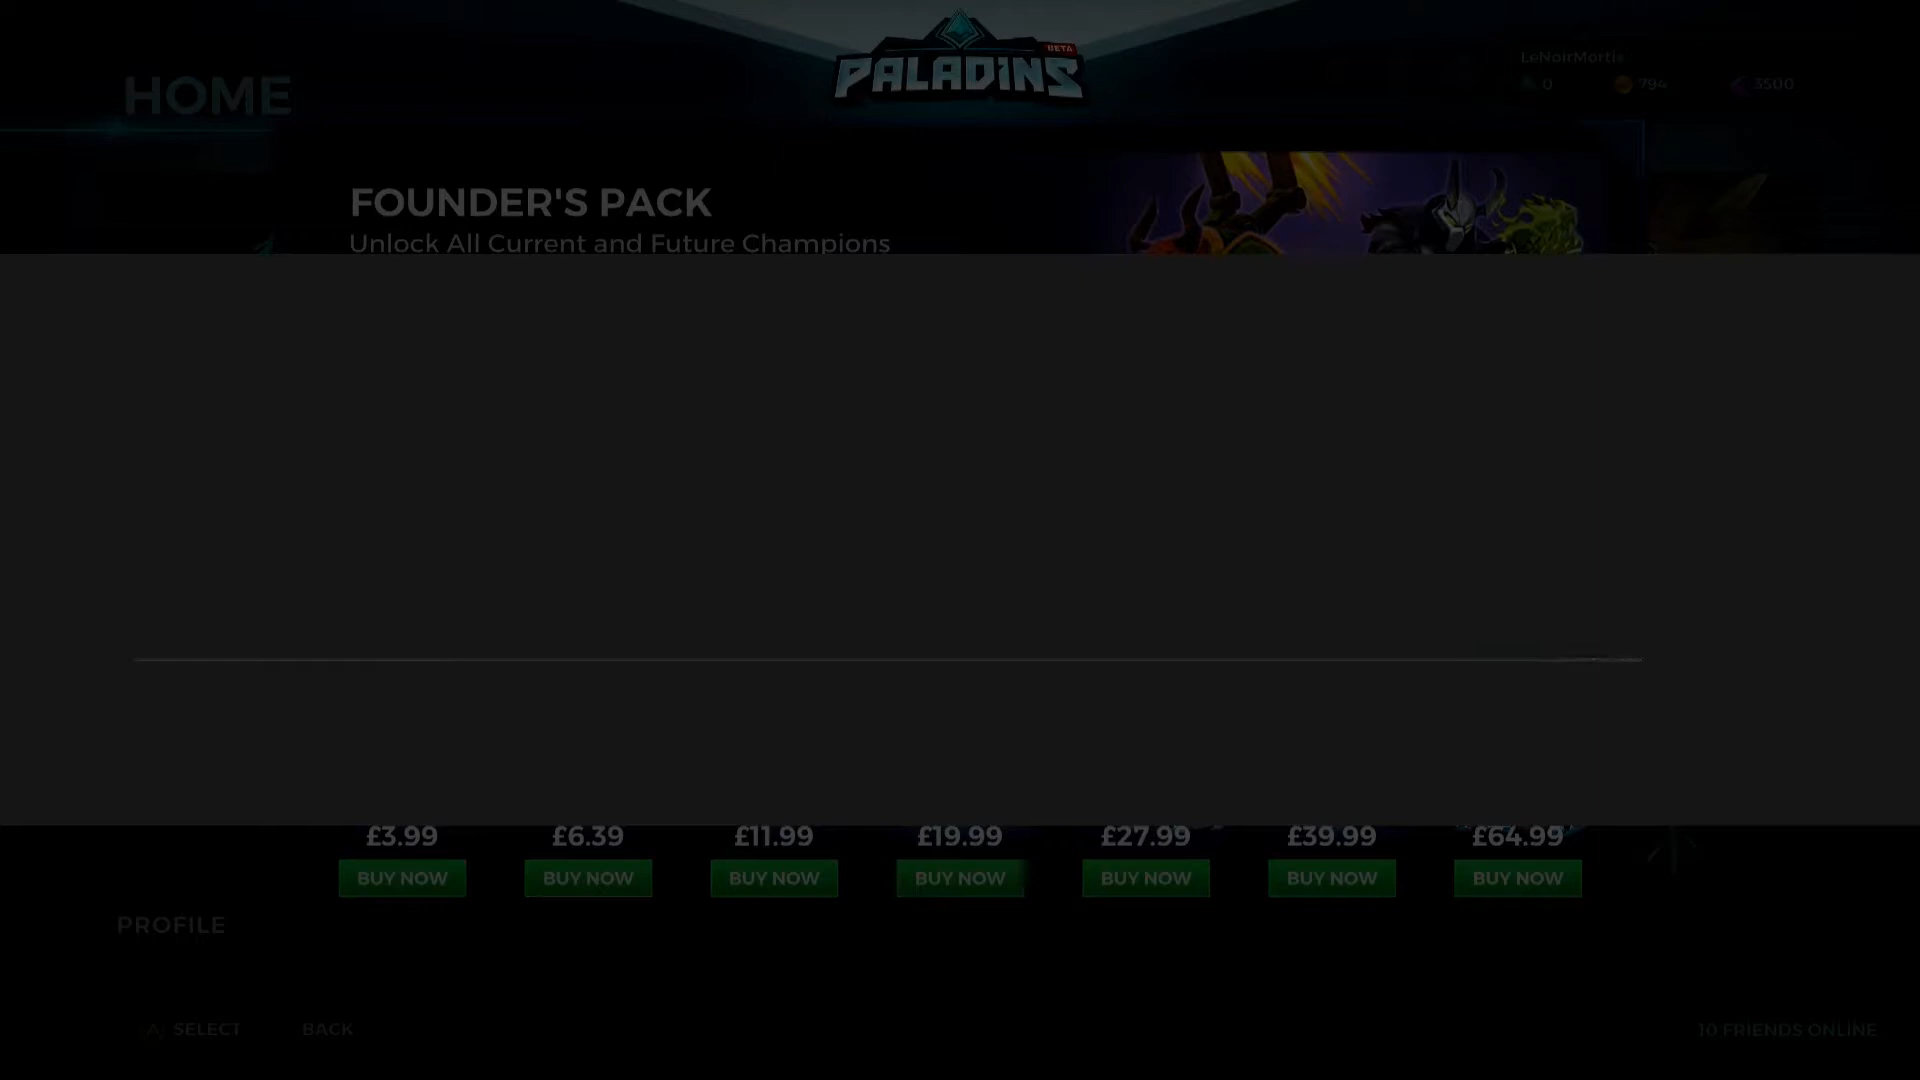 BETA
PALADINS
HOME
LeNoirMortis
0 794 3500
FOUNDER'S PACK
Unlock All Current and Future Champions
£3.99 £6.39 £11.99 £19.99 £27.99 £39.99 £64.99
BUY NOW BUY NOW BUY NOW BUY NOW BUY NOW BUY NOW BUY NOW
PROFILE
SELECT BACK
10 FRIENDS ONLINE